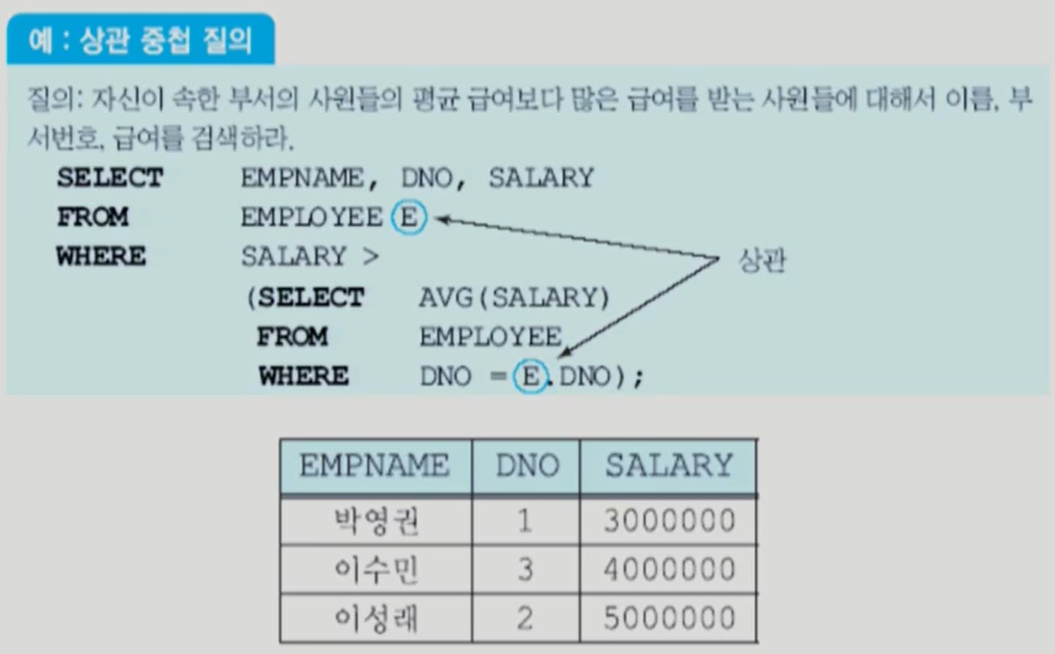 예 : 상관 중첩 질의
질의: 자신이 속한 부서의 사원들의 평균 급여보다 많은 급여를 받는 사원들에 대해서 이름, 부
서번호, 급여를 검색하라.
SELECT EMPNAME, DNO, SALARY
FROM EMPLOYEE E
WHERE SALARY >
상관
(SELECT AVG(SALARY)
FROM EMPLOYEE
WHERE DNO = E.DNO);
EMPNAME DNO SALARY
박영권 1 3000000
이수민 3 4000000
이성래 2 5000000